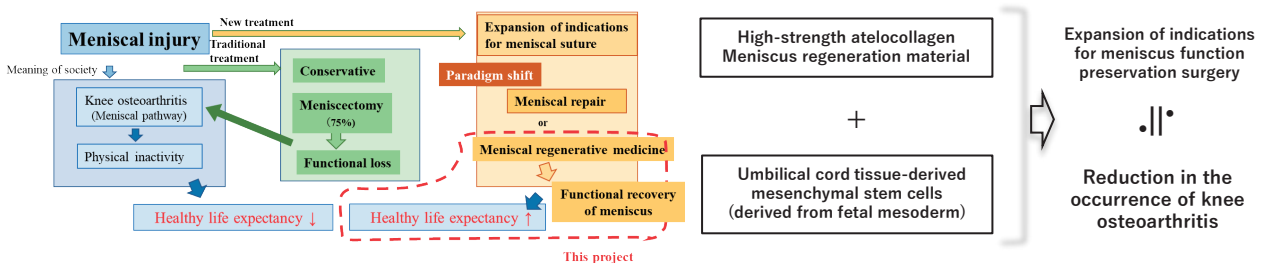 New treatment
Meniscal injury
Traditional
treatment
Meaning of society
Knee osteoarthritis
(Meniscal pathway)
Physical inactivity
Healthy life expectancy ↓
Conservative
Meniscectomy
(75%)
Functional loss
Expansion of indications
for meniscal suture
Paradigm shift
Meniscal repair
or
Meniscal regenerative medicine
Functional recovery
of meniscus
Healthy life expectancy ↑
This project
High-strength atelocollagen
Meniscus regeneration material
+
Umbilical cord tissue-derived
mesenchymal stem cells
(derived from fetal mesoderm)
Expansion of indications
for meniscus function
preservation surgery
Reduction in the
occurrence of knee
osteoarthritis